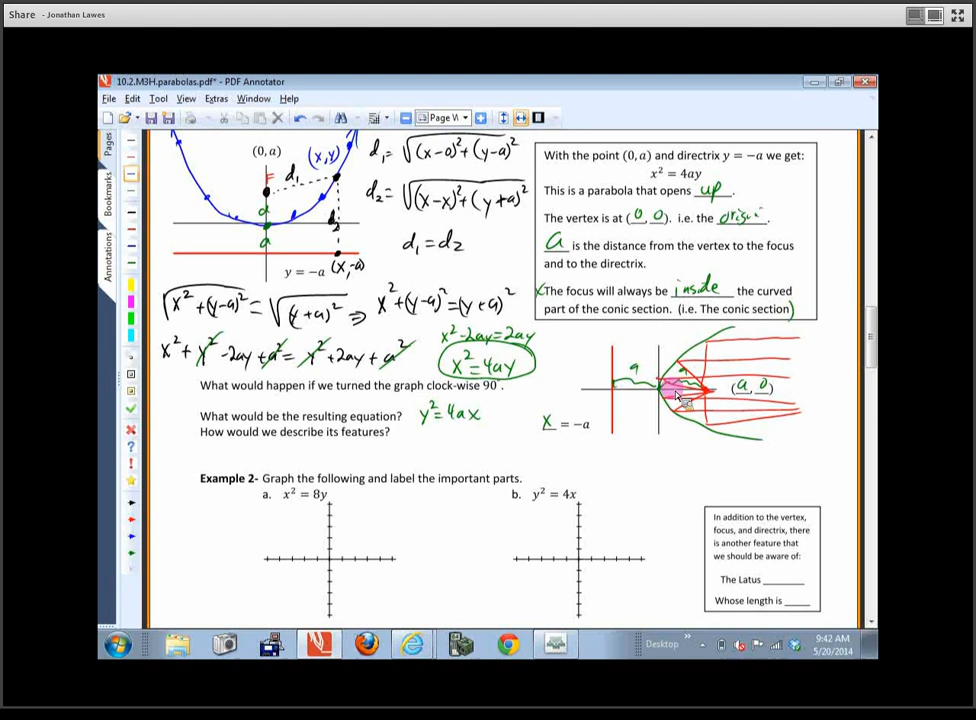 Share - Jonathan Lawes
10.2.M3H.parabolas.pdf* - PDF Annotator
File Edit Tool View Extras Window Help
Page W
Pages
Bookmarks
Annotations
(0, a)
(x,y)
F
d₁
a
a
d₂
y = −a (x,-a)
d₁ = √((x-0)²+(y-a)²)
d₂ = √((x-x)²+(y+a)²)
d₁ = d₂
With the point (0, a) and directrix y = −a we get:
x² = 4ay
This is a parabola that opens up.
The vertex is at (0, 0). i.e. the origin.
a is the distance from the vertex to the focus
and to the directrix.
The focus will always be inside the curved
part of the conic section. (i.e. The conic section)
√(x²+(y-a)²) = √((y+a)²) ⇒ x²+(y-a)²=(y+a)²
x²+y²-2ay+a²=x²+2ay+a²
x²-2ay=2ay
x²=4ay
What would happen if we turned the graph clock-wise 90°.
What would be the resulting equation? y²=4ax
How would we describe its features?
a
a
(a, 0)
x = −a
Example 2- Graph the following and label the important parts.
a. x² = 8y
b. y² = 4x
In addition to the vertex,
focus, and directrix, there
is another feature that
we should be aware of:
The Latus ________
Whose length is _____
Desktop
9:42 AM
5/20/2014